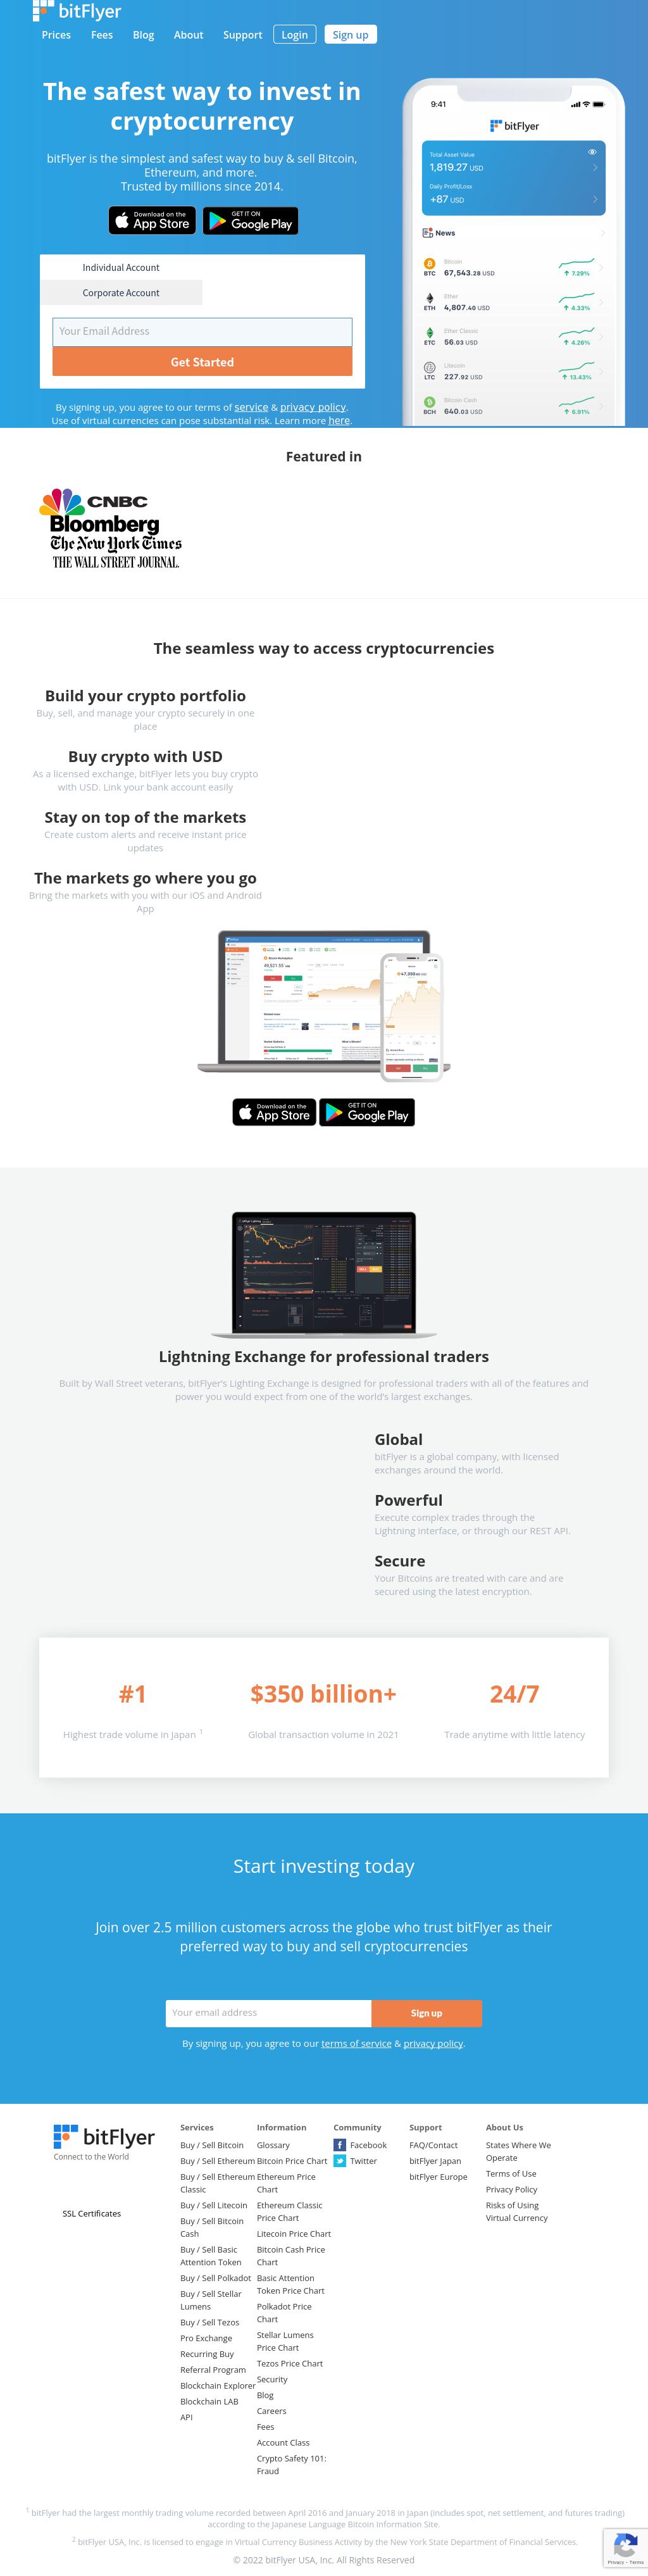 bitFlyer
Prices Fees Blog About Support Login Sign up
The safest way to invest in
cryptocurrency
bitFlyer is the simplest and safest way to buy & sell Bitcoin,
Ethereum, and more.
Trusted by millions since 2014.
Download on the App Store
GET IT ON Google Play
Individual Account
Corporate Account
Your Email Address
Get Started
By signing up, you agree to our terms of service & privacy policy.
Use of virtual currencies can pose substantial risk. Learn more here.
9:41
bitFlyer
Total Asset Value
1,819.27 USD
Daily Profit/Loss
+87 USD
News
Bitcoin
BTC 67,543.28 USD 7.29%
Ether
ETH 4,807.40 USD 4.33%
Ether Classic
ETC 56.03 USD 4.26%
Litecoin
LTC 227.92 USD 13.43%
Bitcoin Cash
BCH 640.03 USD 6.91%
Featured in
CNBC
Bloomberg
The New York Times
THE WALL STREET JOURNAL.
The seamless way to access cryptocurrencies
Build your crypto portfolio
Buy, sell, and manage your crypto securely in one
place
Buy crypto with USD
As a licensed exchange, bitFlyer lets you buy crypto
with USD. Link your bank account easily
Stay on top of the markets
Create custom alerts and receive instant price
updates
The markets go where you go
Bring the markets with you with our iOS and Android
App
Download on the App Store
GET IT ON Google Play
Lightning Exchange for professional traders
Built by Wall Street veterans, bitFlyer's Lighting Exchange is designed for professional traders with all of the features and
power you would expect from one of the world's largest exchanges.
Global
bitFlyer is a global company, with licensed
exchanges around the world.
Powerful
Execute complex trades through the
Lightning interface, or through our REST API.
Secure
Your Bitcoins are treated with care and are
secured using the latest encryption.
#1
Highest trade volume in Japan 1
$350 billion+
Global transaction volume in 2021
24/7
Trade anytime with little latency
Start investing today
Join over 2.5 million customers across the globe who trust bitFlyer as their
preferred way to buy and sell cryptocurrencies
Your email address
Sign up
By signing up, you agree to our terms of service & privacy policy.
bitFlyer
Connect to the World
SSL Certificates
Services
Buy / Sell Bitcoin
Buy / Sell Ethereum
Buy / Sell Ethereum
Classic
Buy / Sell Litecoin
Buy / Sell Bitcoin
Cash
Buy / Sell Basic
Attention Token
Buy / Sell Polkadot
Buy / Sell Stellar
Lumens
Buy / Sell Tezos
Pro Exchange
Recurring Buy
Referral Program
Blockchain Explorer
Blockchain LAB
API
Information
Glossary
Bitcoin Price Chart
Ethereum Price
Chart
Ethereum Classic
Price Chart
Litecoin Price Chart
Bitcoin Cash Price
Chart
Basic Attention
Token Price Chart
Polkadot Price
Chart
Stellar Lumens
Price Chart
Tezos Price Chart
Security
Blog
Careers
Fees
Account Class
Crypto Safety 101:
Fraud
Community
Facebook
Twitter
Support
FAQ/Contact
bitFlyer Japan
bitFlyer Europe
About Us
States Where We
Operate
Terms of Use
Privacy Policy
Risks of Using
Virtual Currency
1 bitFlyer had the largest monthly trading volume recorded between April 2016 and January 2018 in Japan (includes spot, net settlement, and futures trading)
according to the Japanese Language Bitcoin Information Site.
2 bitFlyer USA, Inc. is licensed to engage in Virtual Currency Business Activity by the New York State Department of Financial Services.
© 2022 bitFlyer USA, Inc. All Rights Reserved
Privacy - Terms